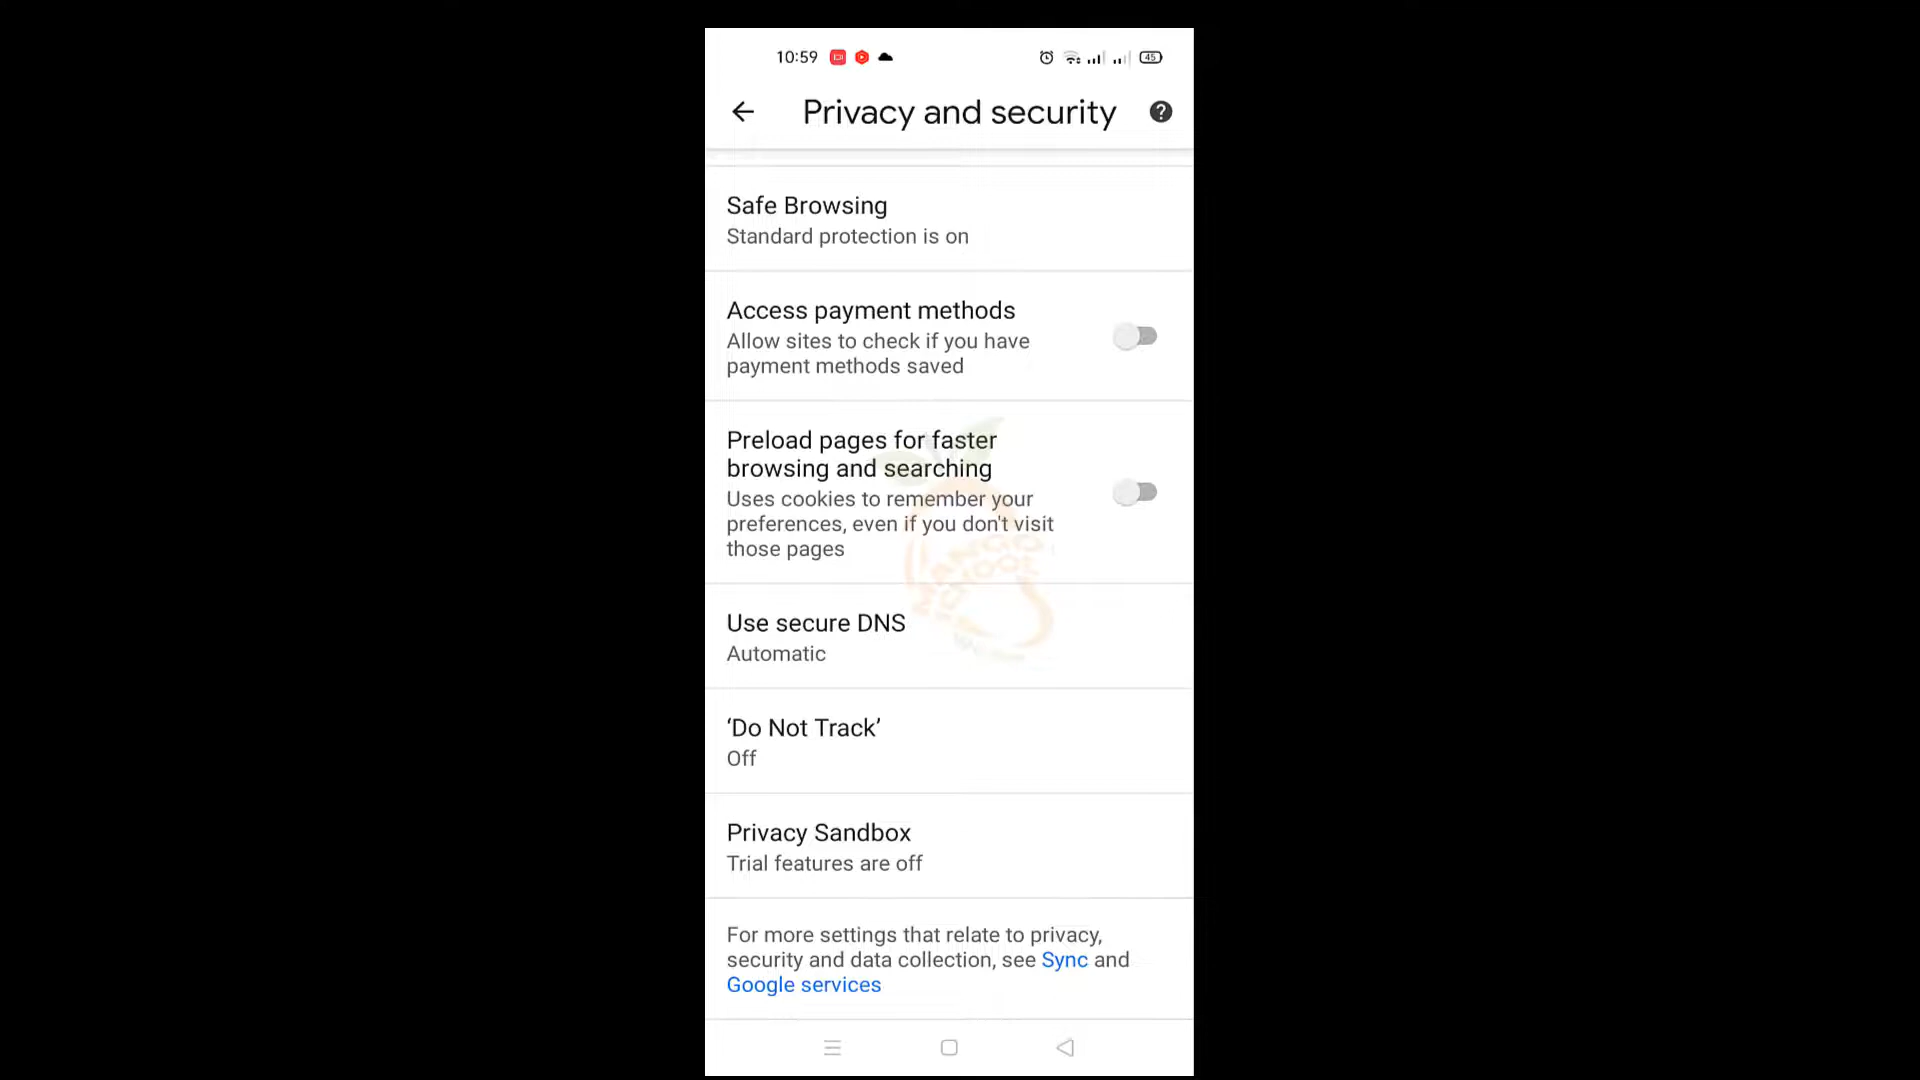 10:59
45
Privacy and security
Safe Browsing
Standard protection is on
Access payment methods
Allow sites to check if you have
payment methods saved
Preload pages for faster
browsing and searching
Uses cookies to remember your
preferences, even if you don't visit
those pages
Use secure DNS
Automatic
‘Do Not Track’
Off
Privacy Sandbox
Trial features are off
For more settings that relate to privacy,
security and data collection, see Sync and
Google services